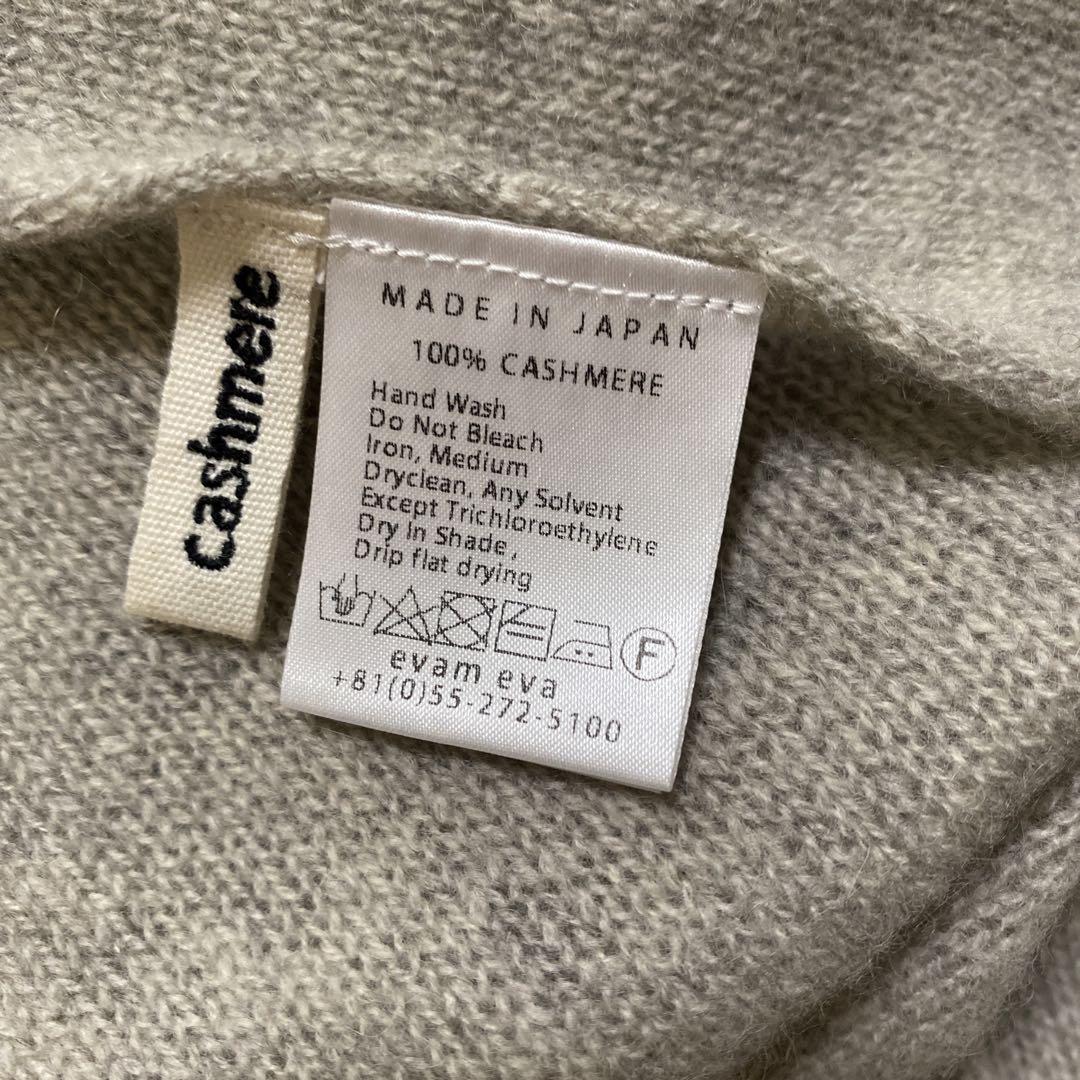 cashmere
MADE IN JAPAN
100% CASHMERE
Hand Wash
Do Not Bleach
Iron, Medium
Dryclean, Any Solvent
Except Trichloroethylene
Dry In Shade,
Drip flat drying
F
evam eva
+81(0)55-272-5100